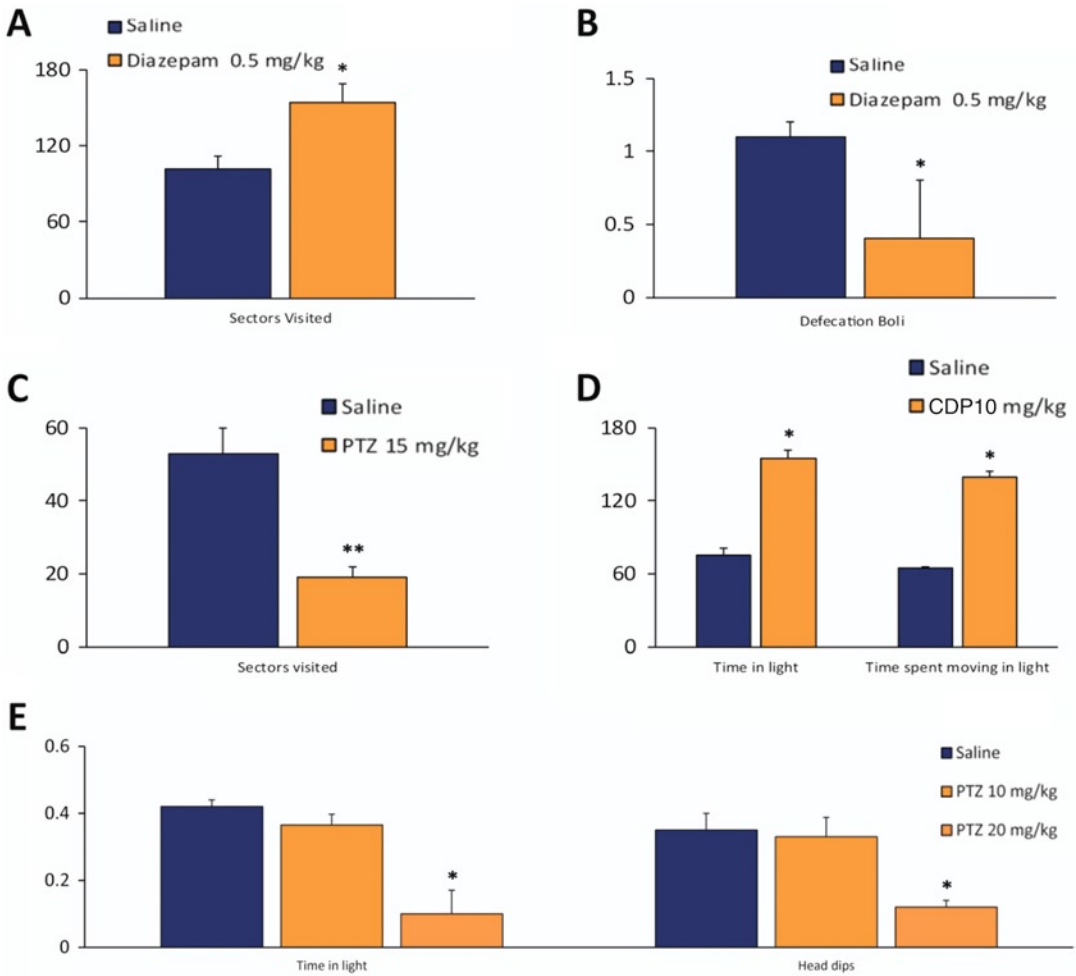 A
Saline
Diazepam 0.5 mg/kg
*
180
120
60
0
Sectors Visited
B
Saline
Diazepam 0.5 mg/kg
*
1.5
1
0.5
0
Defecation Boli
C
Saline
PTZ 15 mg/kg
**
60
40
20
0
Sectors visited
D
Saline
CDP10 mg/kg
*
*
180
120
60
0
Time in light
Time spent moving in light
E
Saline
PTZ 10 mg/kg
PTZ 20 mg/kg
*
*
0.6
0.4
0.2
0
Time in light
Head dips